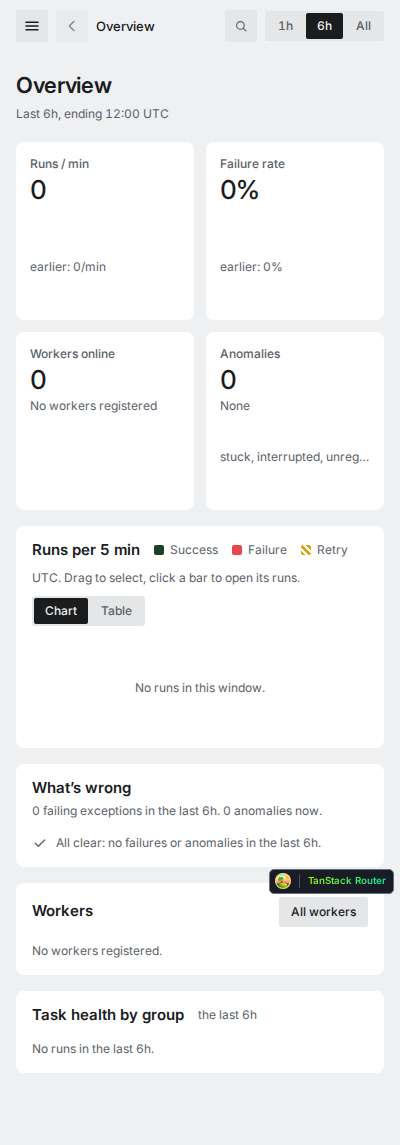 Overview
1h 6h All
Overview
Last 6h, ending 12:00 UTC
Runs / min
0
earlier: 0/min
Failure rate
0%
earlier: 0%
Workers online
0
No workers registered
Anomalies
0
None
stuck, interrupted, unreg...
Runs per 5 min Success Failure Retry
UTC. Drag to select, click a bar to open its runs.
Chart Table
No runs in this window.
What’s wrong
0 failing exceptions in the last 6h. 0 anomalies now.
All clear: no failures or anomalies in the last 6h.
TanStack Router
Workers All workers
No workers registered.
Task health by group the last 6h
No runs in the last 6h.